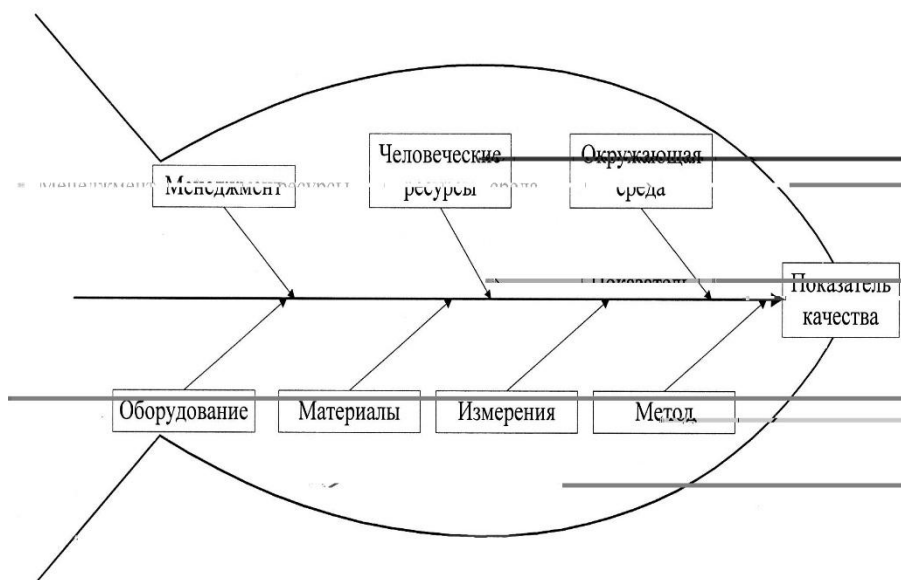 Человеческие
ресурсы
Окружающая
среда
Менеджмент
Показатель
качества
Оборудование
Материалы
Измерения
Метод